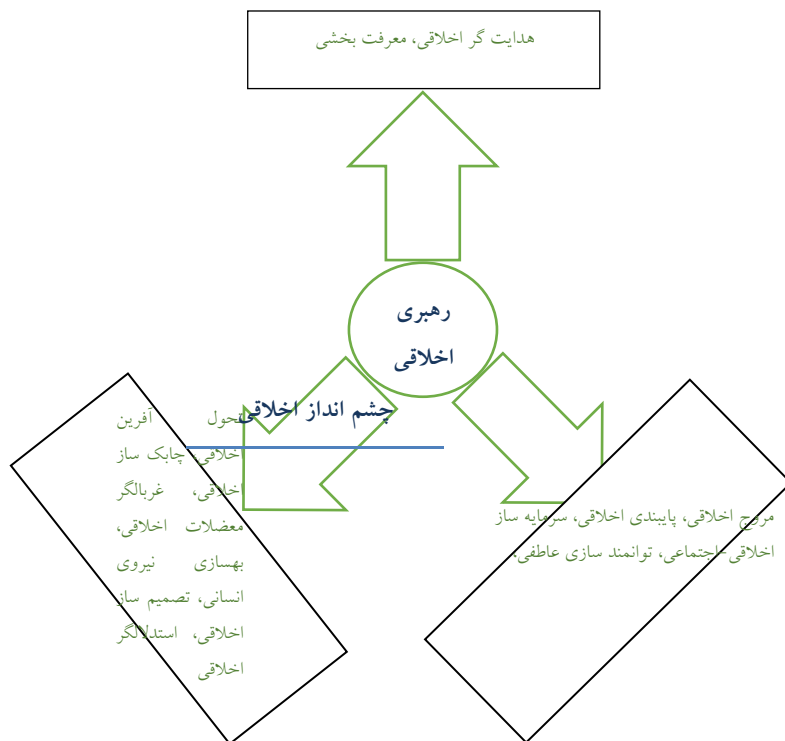 هدایت گر اخلاقی، معرفت بخشی
رهبری
اخلاقی
چشم انداز اخلاقی
تحول آفرین
اخلاقی، چابک ساز
اخلاقی، غربالگر
معضلات اخلاقی،
بهسازی نیروی
انسانی، تصمیم ساز
اخلاقی، استدلالگر
اخلاقی
مروج اخلاقی، پایبندی اخلاقی، سرمایه ساز
اخلاقی-اجتماعی، توانمند سازی عاطفی،